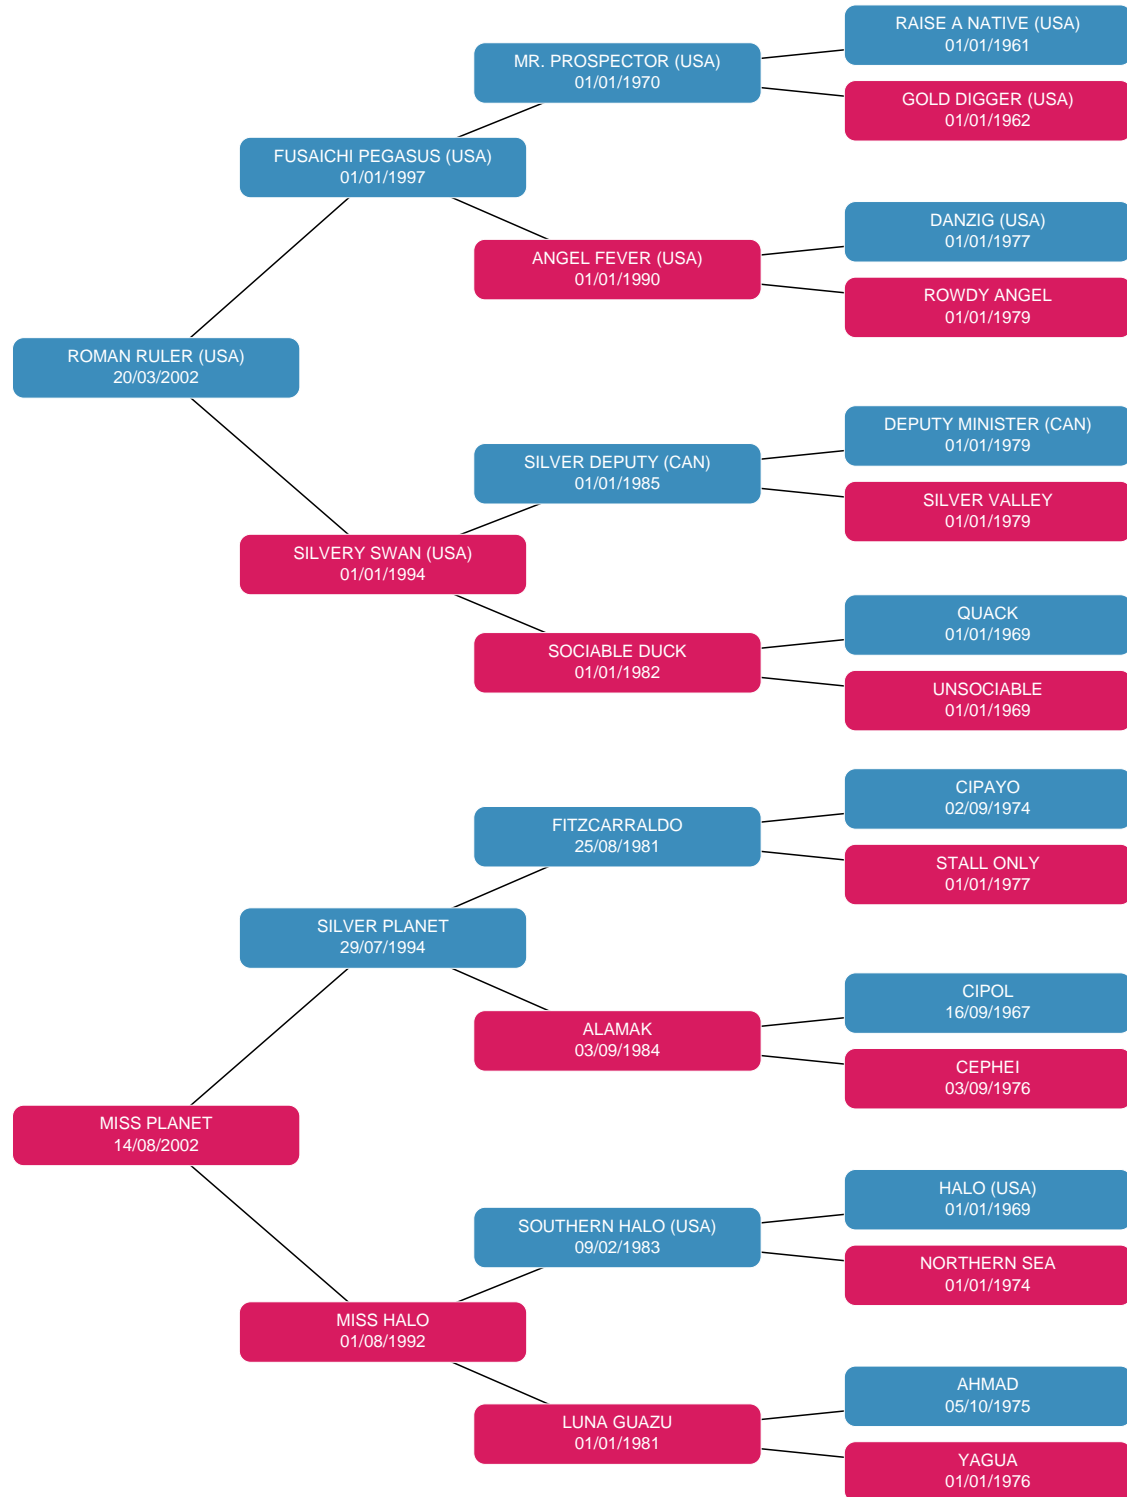 RAISE A NATIVE (USA)
01/01/1961
MR. PROSPECTOR (USA)
01/01/1970
GOLD DIGGER (USA)
01/01/1962
FUSAICHI PEGASUS (USA)
01/01/1997
DANZIG (USA)
01/01/1977
ANGEL FEVER (USA)
01/01/1990
ROWDY ANGEL
01/01/1979
ROMAN RULER (USA)
20/03/2002
DEPUTY MINISTER (CAN)
01/01/1979
SILVER DEPUTY (CAN)
01/01/1985
SILVER VALLEY
01/01/1979
SILVERY SWAN (USA)
01/01/1994
QUACK
01/01/1969
SOCIABLE DUCK
01/01/1982
UNSOCIABLE
01/01/1969
CIPAYO
02/09/1974
FITZCARRALDO
25/08/1981
STALL ONLY
01/01/1977
SILVER PLANET
29/07/1994
CIPOL
16/09/1967
ALAMAK
03/09/1984
CEPHEI
03/09/1976
MISS PLANET
14/08/2002
HALO (USA)
01/01/1969
SOUTHERN HALO (USA)
09/02/1983
NORTHERN SEA
01/01/1974
MISS HALO
01/08/1992
AHMAD
05/10/1975
LUNA GUAZU
01/01/1981
YAGUA
01/01/1976